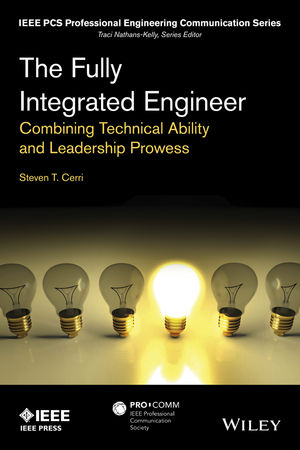 IEEE PCS Professional Engineering Communication Series
Traci Nathans-Kelly, Series Editor
The Fully
Integrated Engineer
Combining Technical Ability
and Leadership Prowess
Steven T. Cerri
IEEE
IEEE PRESS
PRO COMM
IEEE Professional
Communication
Society
WILEY